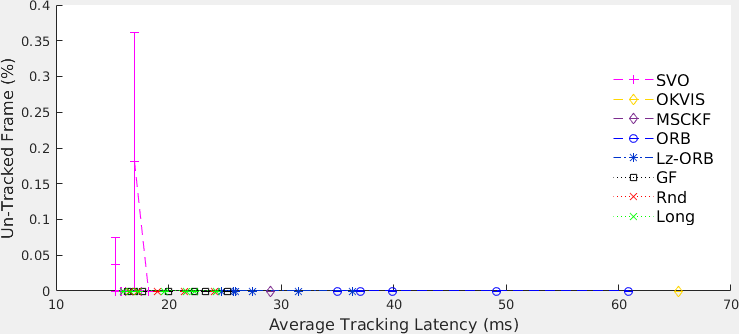 0.4
0.35
0.3
0.25
0.2
0.15
0.1
0.05
0
Un-Tracked Frame (%)
10
20
30
40
50
60
70
Average Tracking Latency (ms)
SVO
OKVIS
MSCKF
ORB
Lz-ORB
GF
Rnd
Long